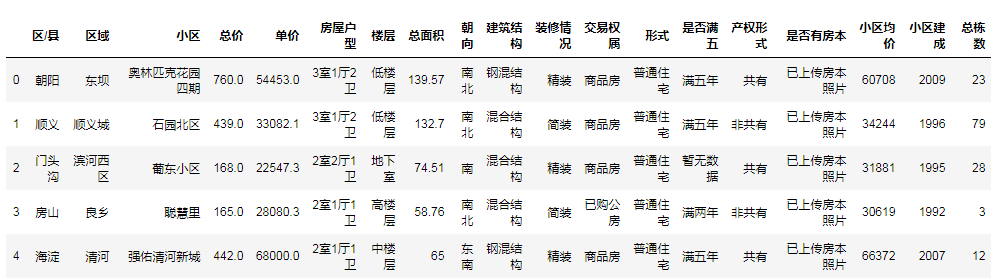 区/县 区域 小区 总价 单价 房屋户型 楼层 总面积 朝向 建筑结构 装修情况 交易权属 形式 是否满五 产权形式 是否有房本 小区均价 小区建成 总栋数
0 朝阳 东坝 奥林匹克花园四期 760.0 54453.0 3室1厅2卫 低楼层 139.57 南北 钢混结构 精装 商品房 普通住宅 满五年 共有 已上传房本照片 60708 2009 23
1 顺义 顺义城 石园北区 439.0 33082.1 3室1厅2卫 低楼层 132.7 南北 混合结构 简装 商品房 普通住宅 满五年 非共有 已上传房本照片 34244 1996 79
2 门头沟 滨河西区 葡东小区 168.0 22547.3 2室2厅1卫 地下室 74.51 南 混合结构 精装 商品房 普通住宅 暂无数据 共有 已上传房本照片 31881 1995 28
3 房山 良乡 聪慧里 165.0 28080.3 2室1厅1卫 高楼层 58.76 南北 混合结构 简装 已购公房 普通住宅 满两年 非共有 已上传房本照片 30619 1992 3
4 海淀 清河 强佑清河新城 442.0 68000.0 2室1厅1卫 中楼层 65 东南 钢混结构 精装 商品房 普通住宅 满五年 共有 已上传房本照片 66372 2007 12